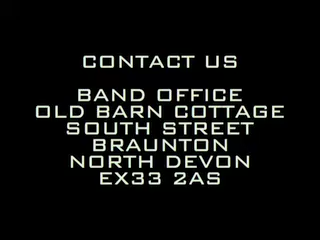 CONTACT US
BAND OFFICE
OLD BARN COTTAGE
SOUTH STREET
BRAUNTON
NORTH DEVON
EX33 2AS